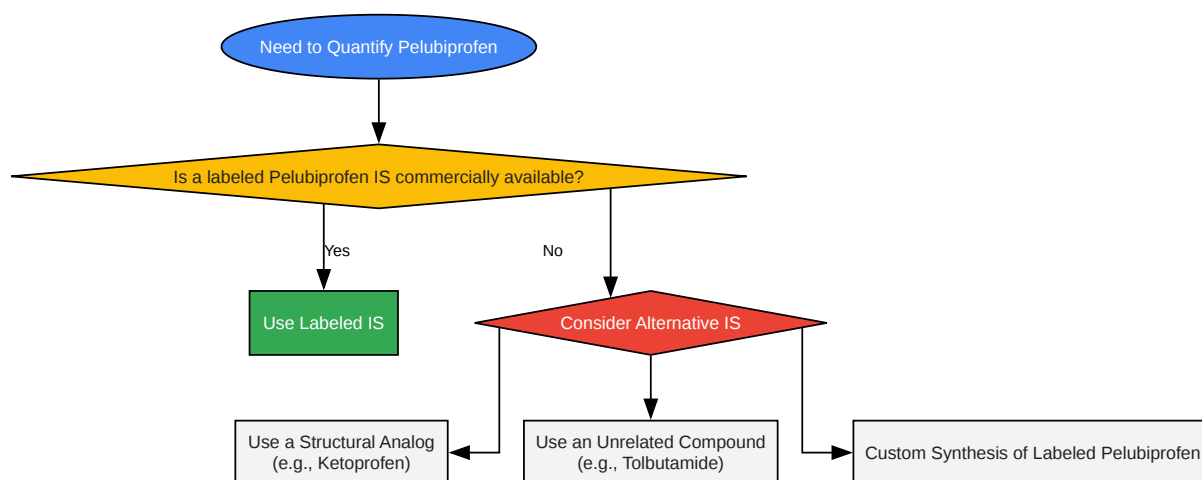 Need to Quantify Pelubiprofen
Is a labeled Pelubiprofen IS commercially available?
Yes
No
Use Labeled IS
Consider Alternative IS
Use a Structural Analog
(e.g., Ketoprofen)
Use an Unrelated Compound
(e.g., Tolbutamide)
Custom Synthesis of Labeled Pelubiprofen